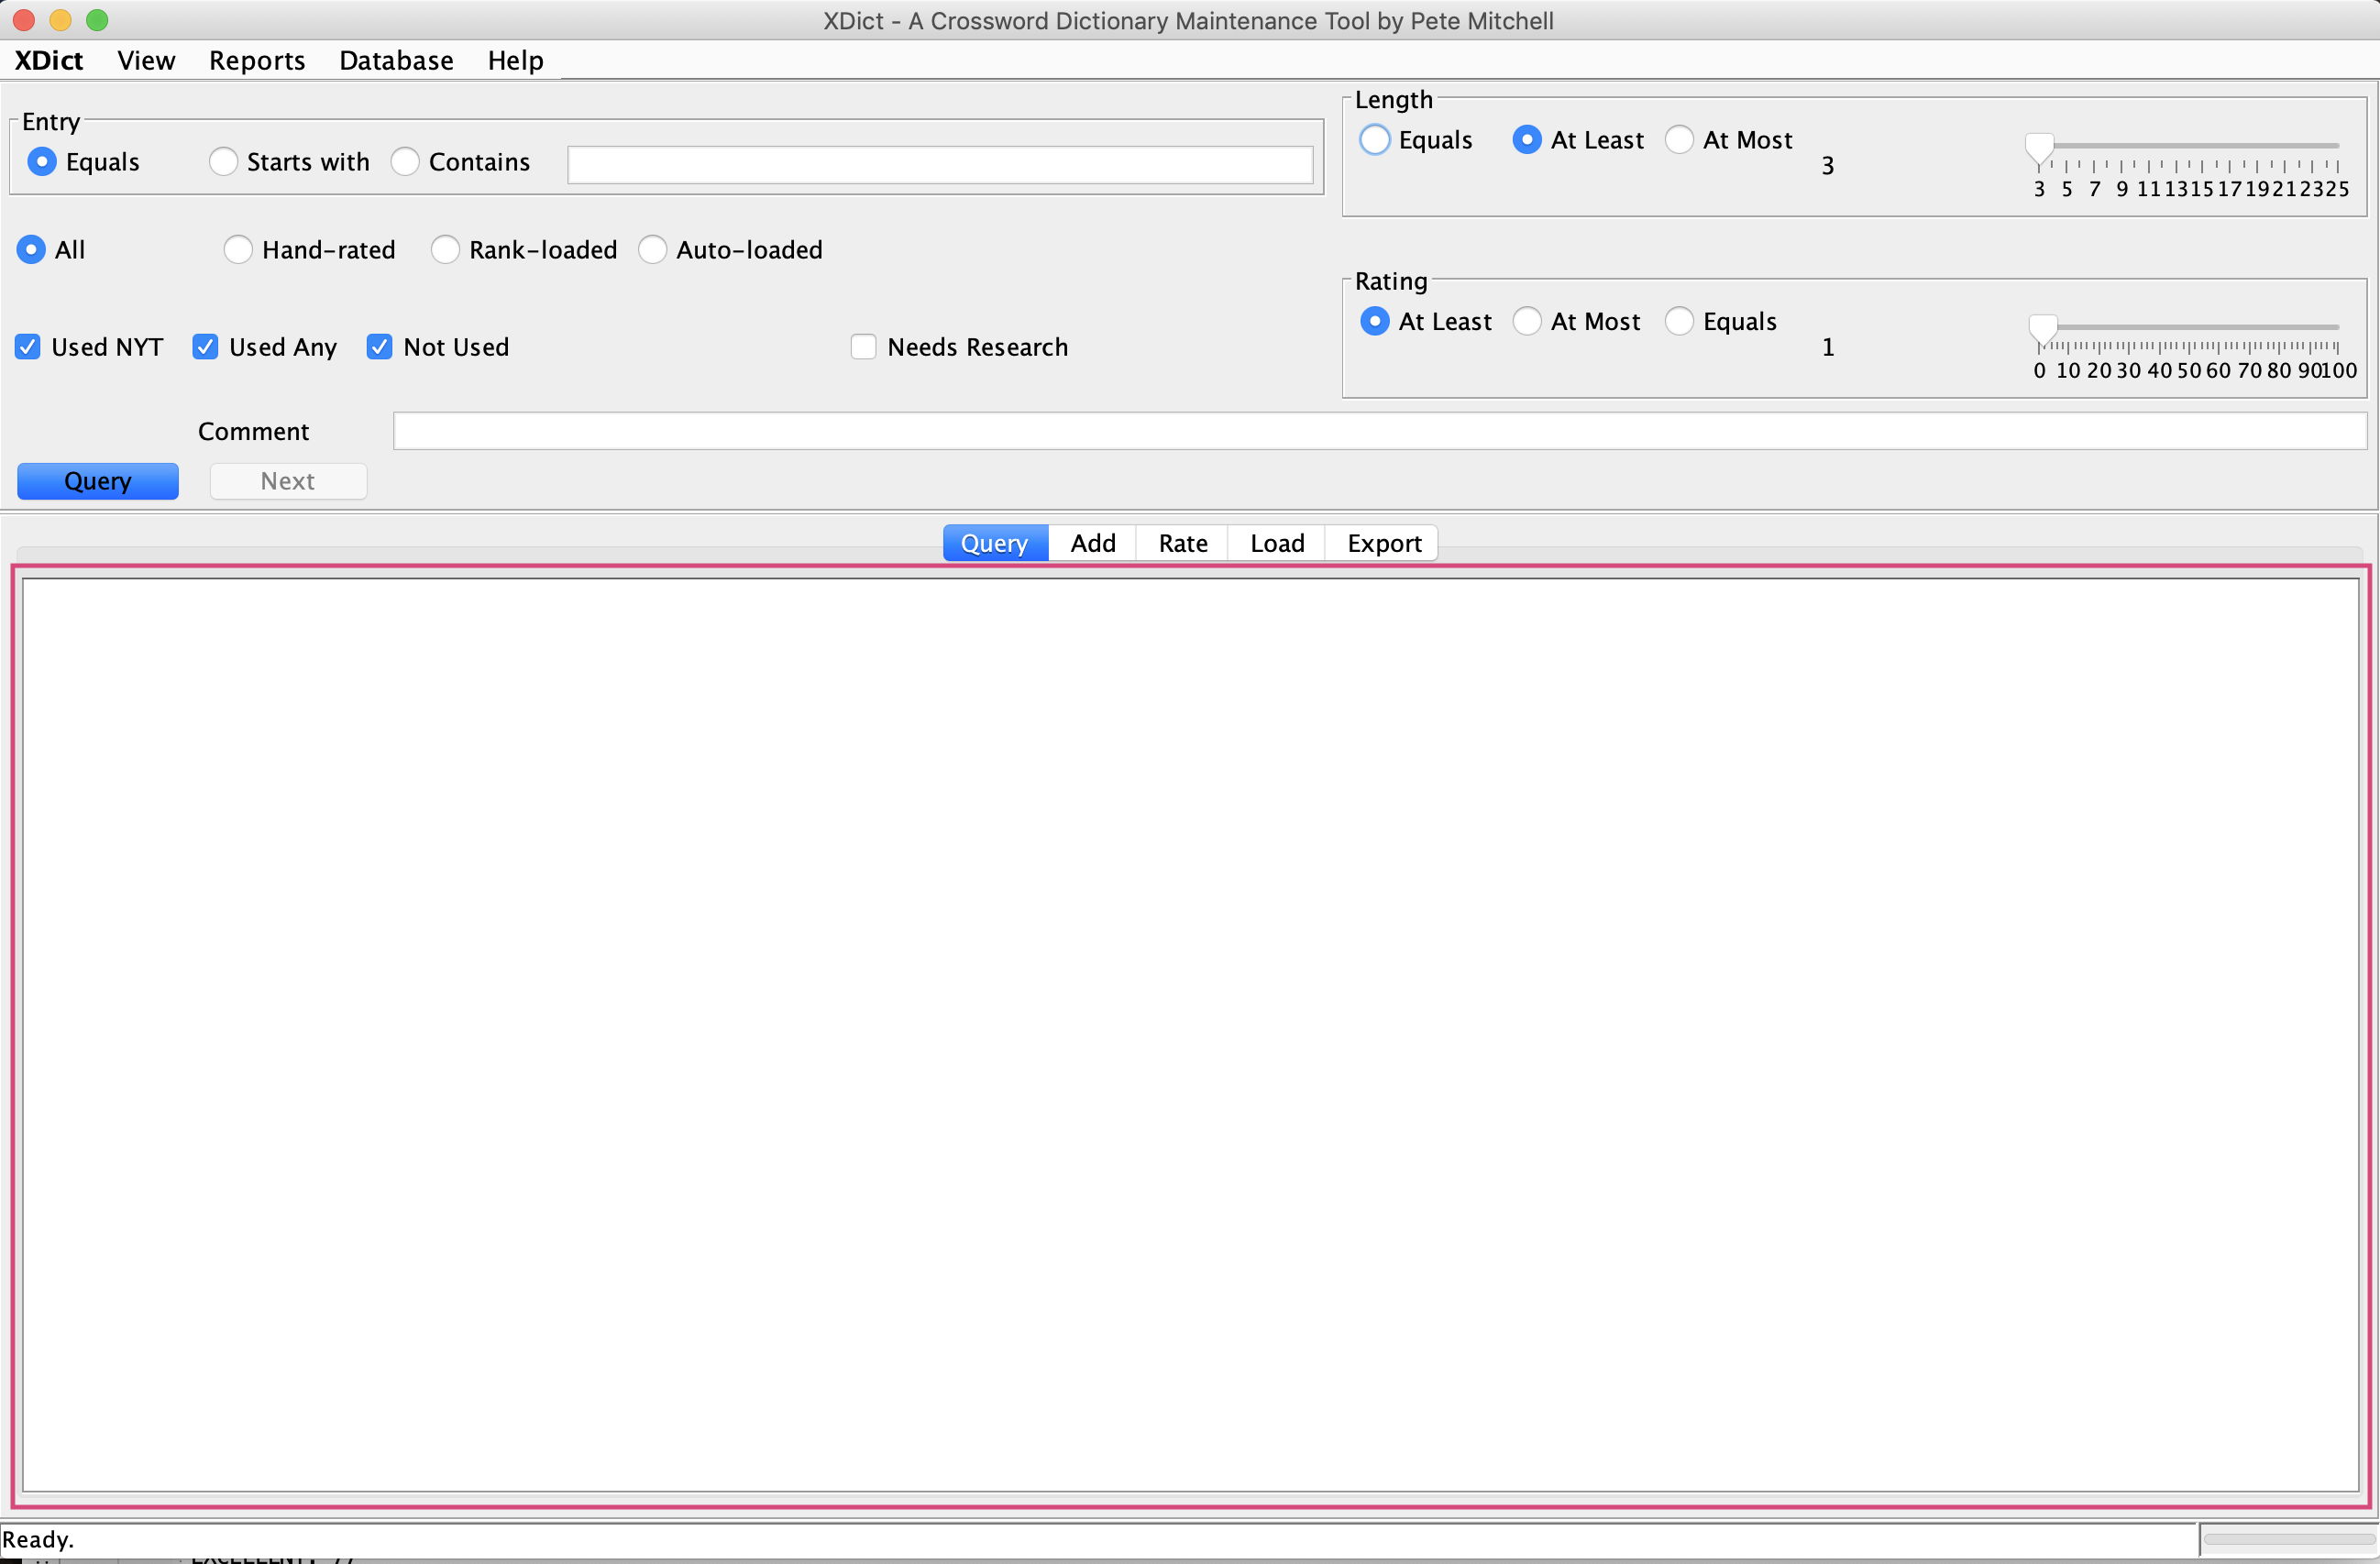 XDict - A Crossword Dictionary Maintenance Tool by Pete Mitchell
XDict View Reports Database Help
Entry
Equals Starts with Contains
Length
Equals At Least At Most
3
3 5 7 9 11 13 15 17 19 21 23 25
All Hand-rated Rank-loaded Auto-loaded
Rating
At Least At Most Equals
1
0 10 20 30 40 50 60 70 80 90 100
Used NYT Used Any Not Used Needs Research
Comment
Query Next
Query Add Rate Load Export
Ready.